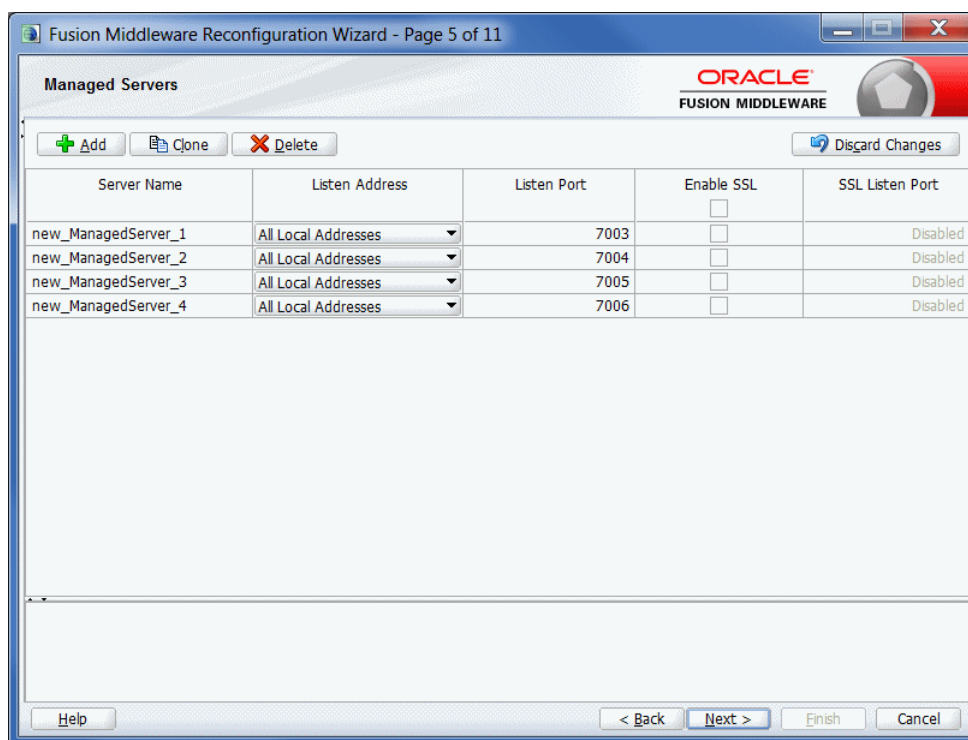 Fusion Middleware Reconfiguration Wizard - Page 5 of 11
Managed Servers
ORACLE
FUSION MIDDLEWARE
Add Clone Delete Discard Changes
Server Name Listen Address Listen Port Enable SSL SSL Listen Port
new_ManagedServer_1 All Local Addresses 7003 Disabled
new_ManagedServer_2 All Local Addresses 7004 Disabled
new_ManagedServer_3 All Local Addresses 7005 Disabled
new_ManagedServer_4 All Local Addresses 7006 Disabled
Help < Back Next > Finish Cancel